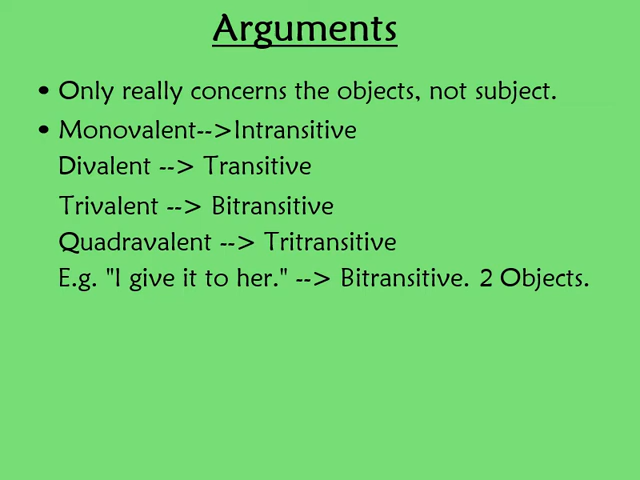 Arguments
• Only really concerns the objects, not subject.
• Monovalent-->Intransitive
Divalent --> Transitive
Trivalent --> Bitransitive
Quadravalent --> Tritransitive
E.g. "I give it to her." --> Bitransitive. 2 Objects.